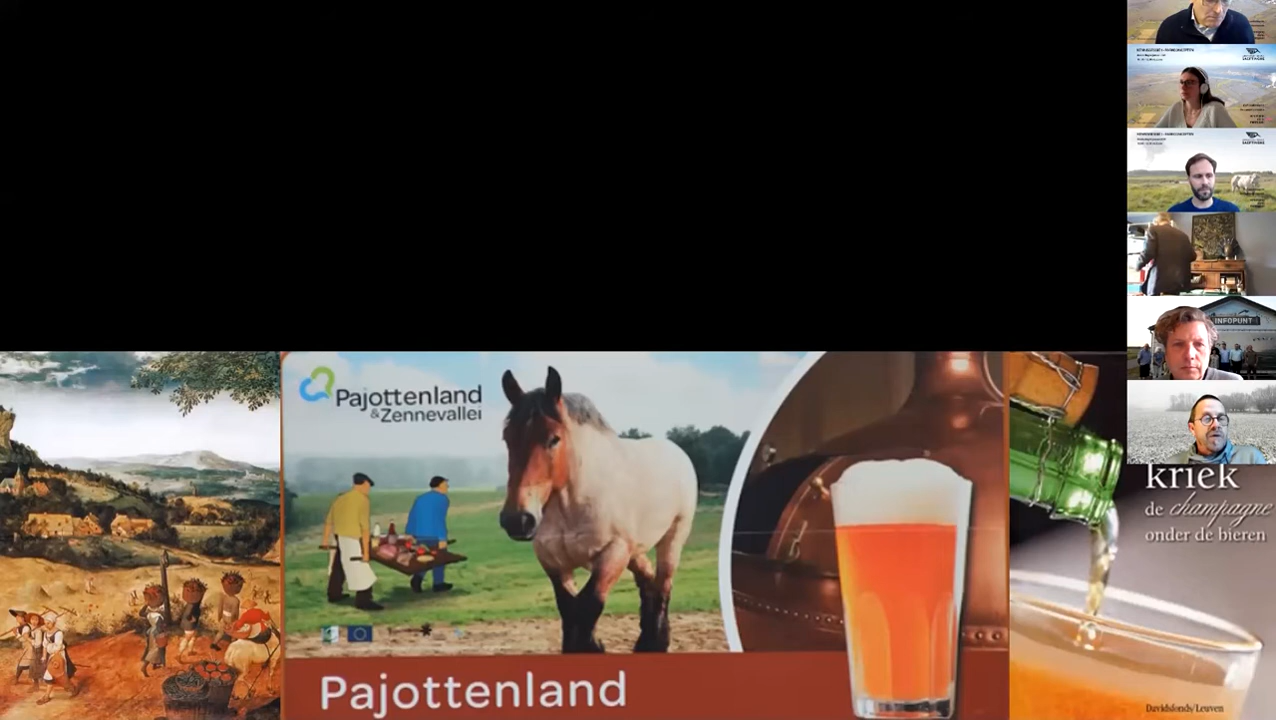 INFOPUNT
Pajottenland
&Zennevallei
kriek
de champagne
onder de bieren
Pajottenland
Davidsfonds/Leuven